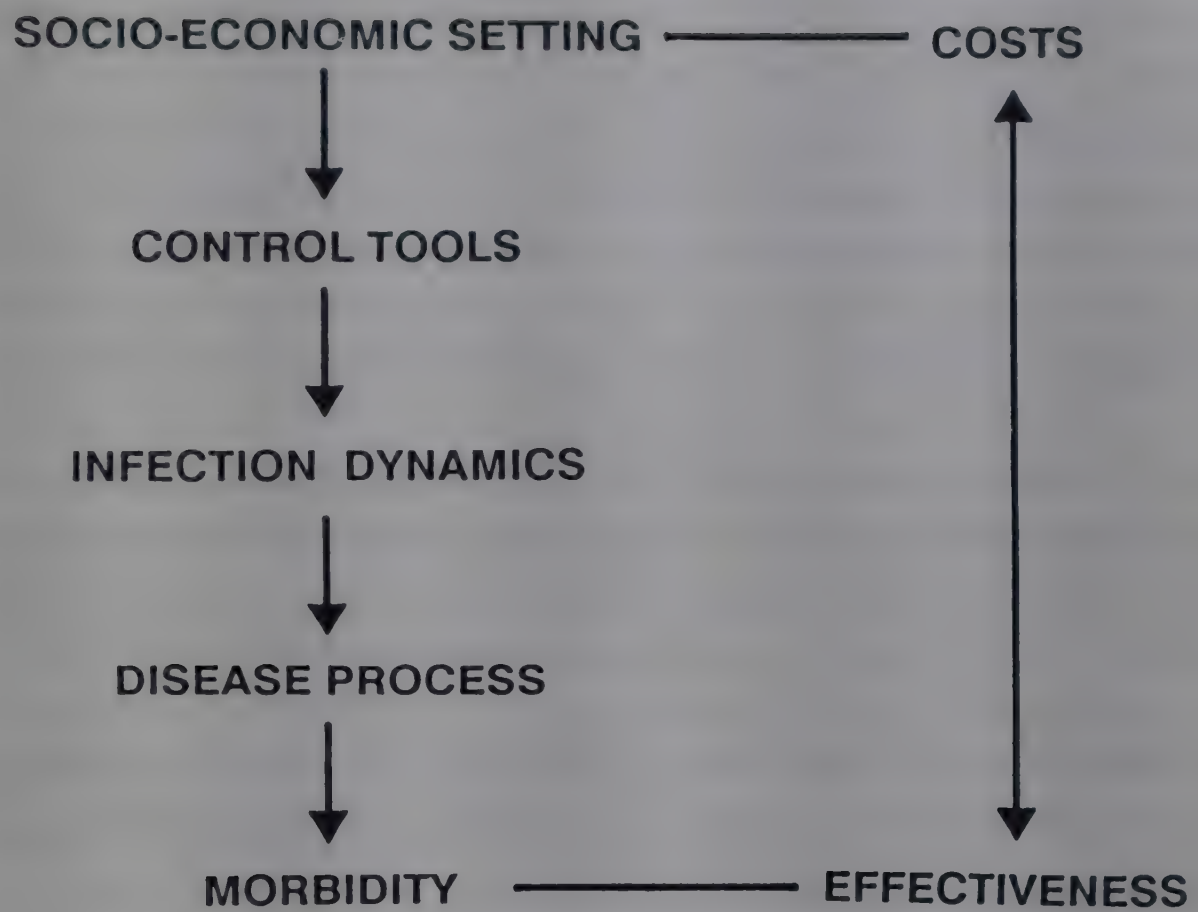 SOCIO-ECONOMIC SETTING COSTS
CONTROL TOOLS
INFECTION DYNAMICS
DISEASE PROCESS
MORBIDITY EFFECTIVENESS